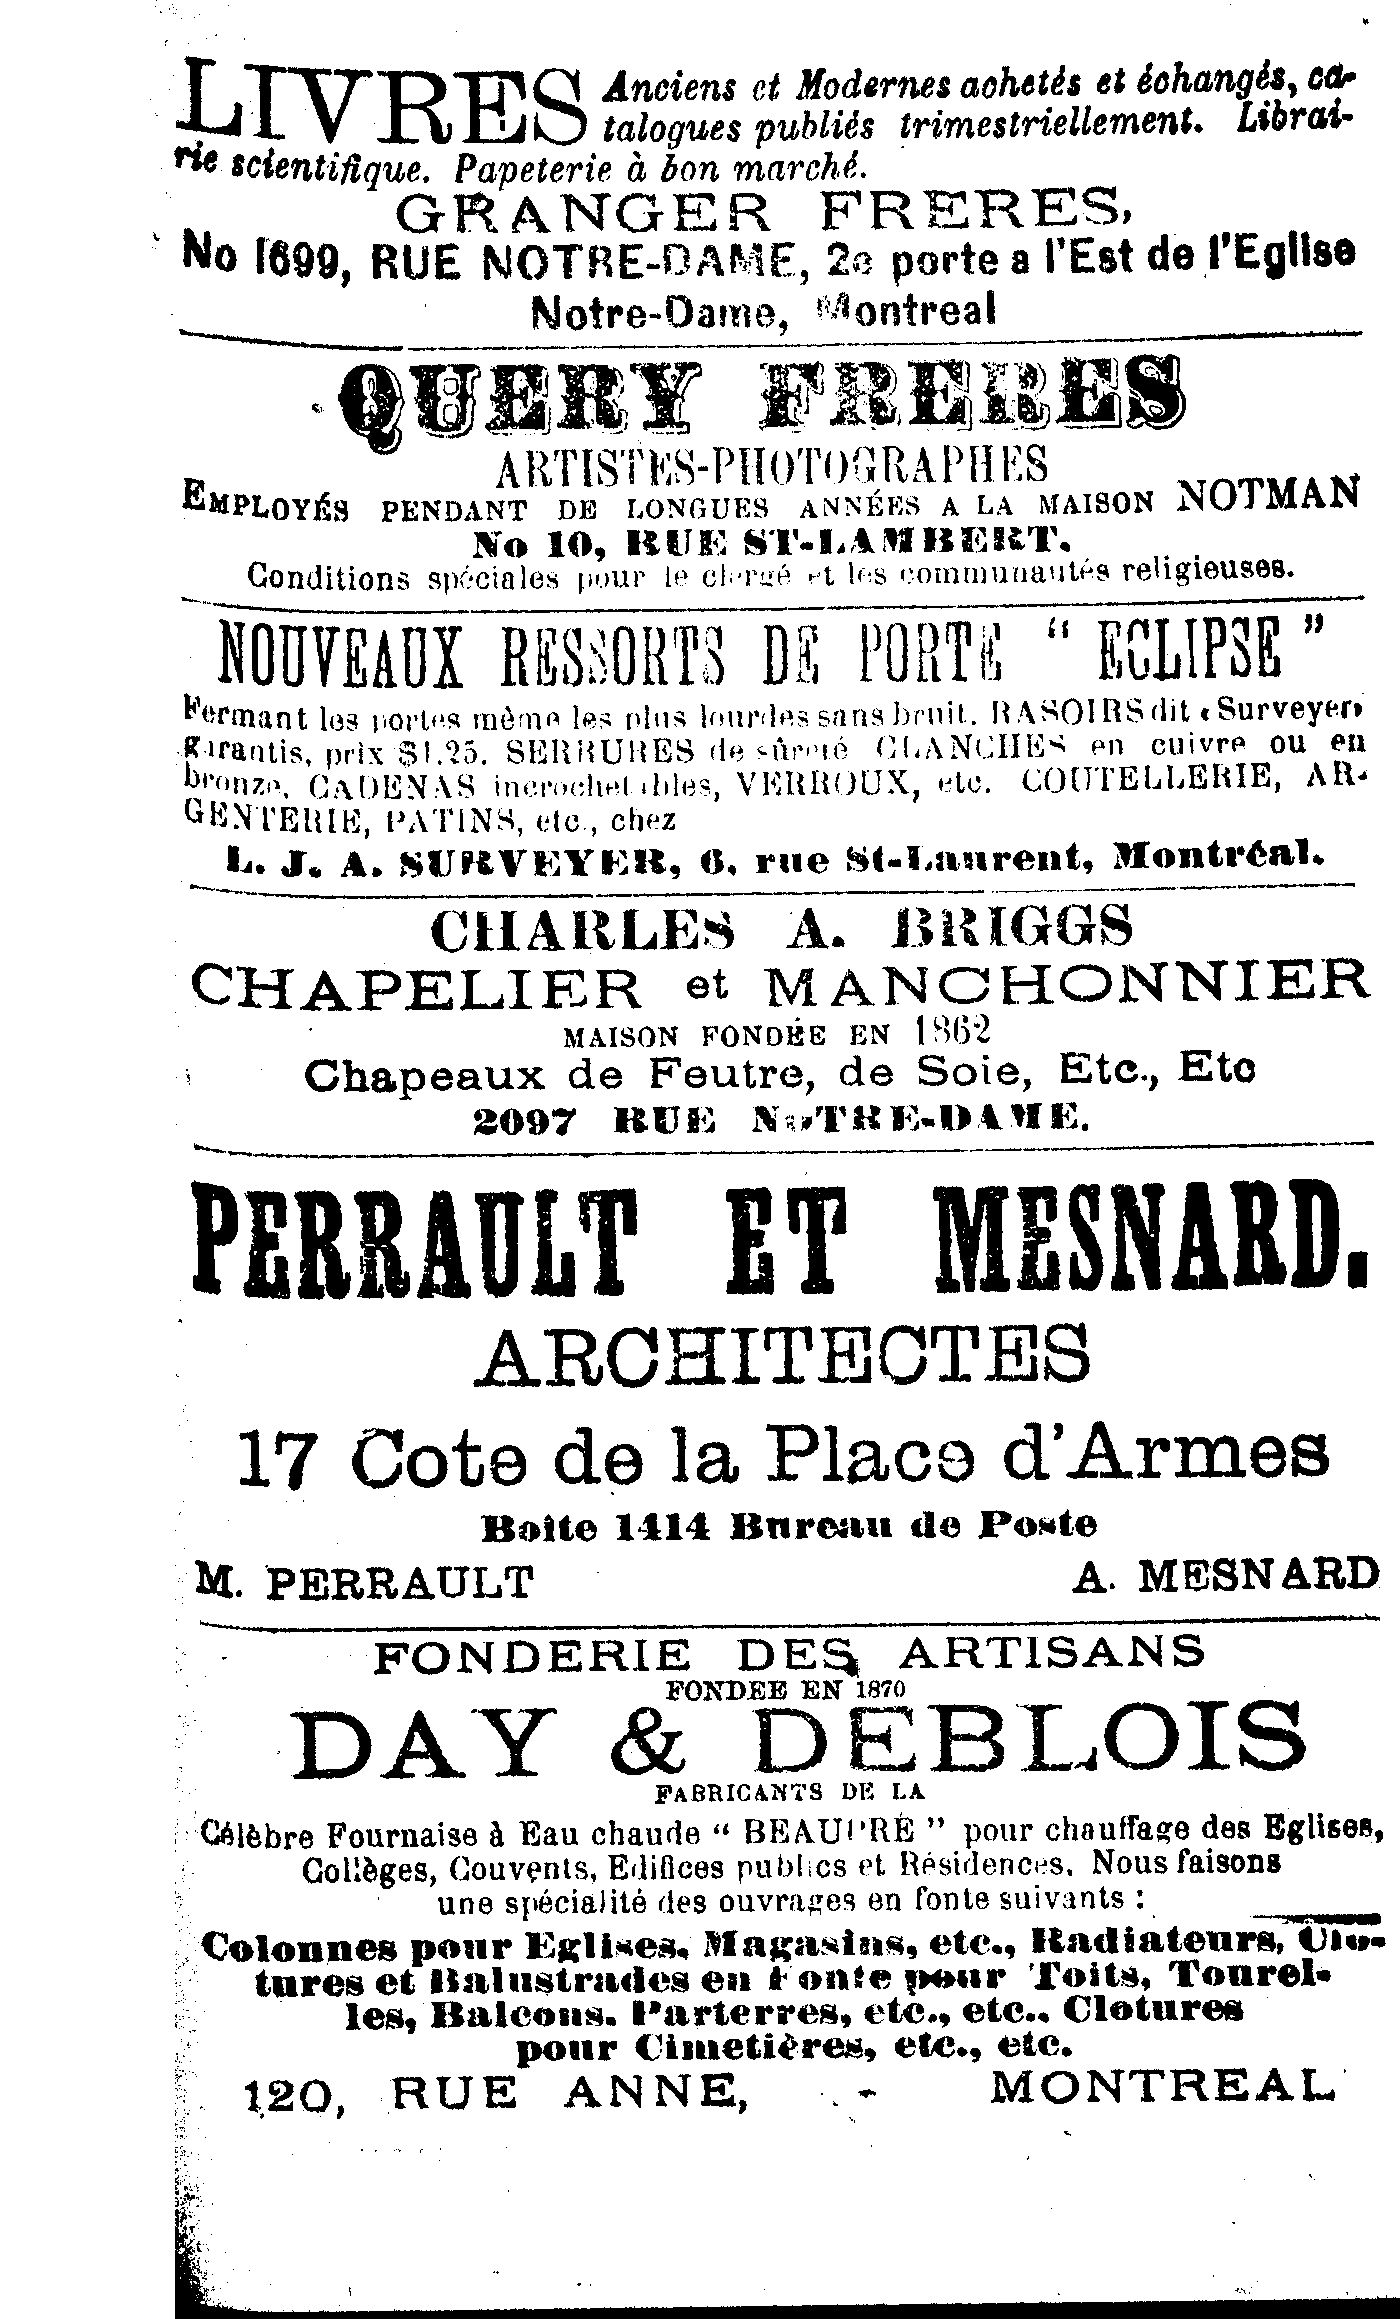 LIVRES Anciens et Modernes achetés et échangés, ca-
talogues publiés trimestriellement. Librai-
rie scientifique. Papeterie à bon marché.
GRANGER FRERES,
No 1699, RUE NOTRE-DAME, 2e porte a l'Est de l'Eglise
Notre-Dame, Montreal
QUERY FRERES
ARTISTES-PHOTOGRAPHES
EMPLOYÉS PENDANT DE LONGUES ANNÉES A LA MAISON NOTMAN
No 10, RUE ST-LAMBERT.
Conditions spéciales pour le clergé et les communautés religieuses.
NOUVEAUX RESSORTS DE PORTE “ ECLIPSE ”
Fermant les portes même les plus lourdes sans bruit. RASOIRS dit « Surveyer»
garantis, prix $1.25. SERRURES de sûreté CLANCHES en cuivre ou en
bronze, CADENAS incrochetables, VERROUX, etc. COUTELLERIE, AR-
GENTERIE, PATINS, etc., chez
L. J. A. SURVEYER, 6, rue St-Laurent, Montréal.
CHARLES A. BRIGGS
CHAPELIER et MANCHONNIER
MAISON FONDÉE EN 1862
Chapeaux de Feutre, de Soie, Etc., Etc
2097 RUE NOTRE-DAME.
PERRAULT ET MESNARD.
ARCHITECTES
17 Cote de la Place d'Armes
Boite 1414 Bureau de Poste
M. PERRAULT A. MESNARD
FONDERIE DES ARTISANS
FONDEE EN 1870
DAY & DEBLOIS
FABRICANTS DE LA
Célèbre Fournaise à Eau chaude “ BEAUPRÉ ” pour chauffage des Eglises,
Collèges, Couvents, Edifices publics et Résidences. Nous faisons
une spécialité des ouvrages en fonte suivants :
Colonnes pour Eglises, Magasins, etc., Radiateurs, Clo-
tures et Balustrades en Fonte pour Toits, Tourel-
les, Balcons. Parterres, etc., etc.. Clotures
pour Cimetières, etc., etc.
120, RUE ANNE, - MONTREAL